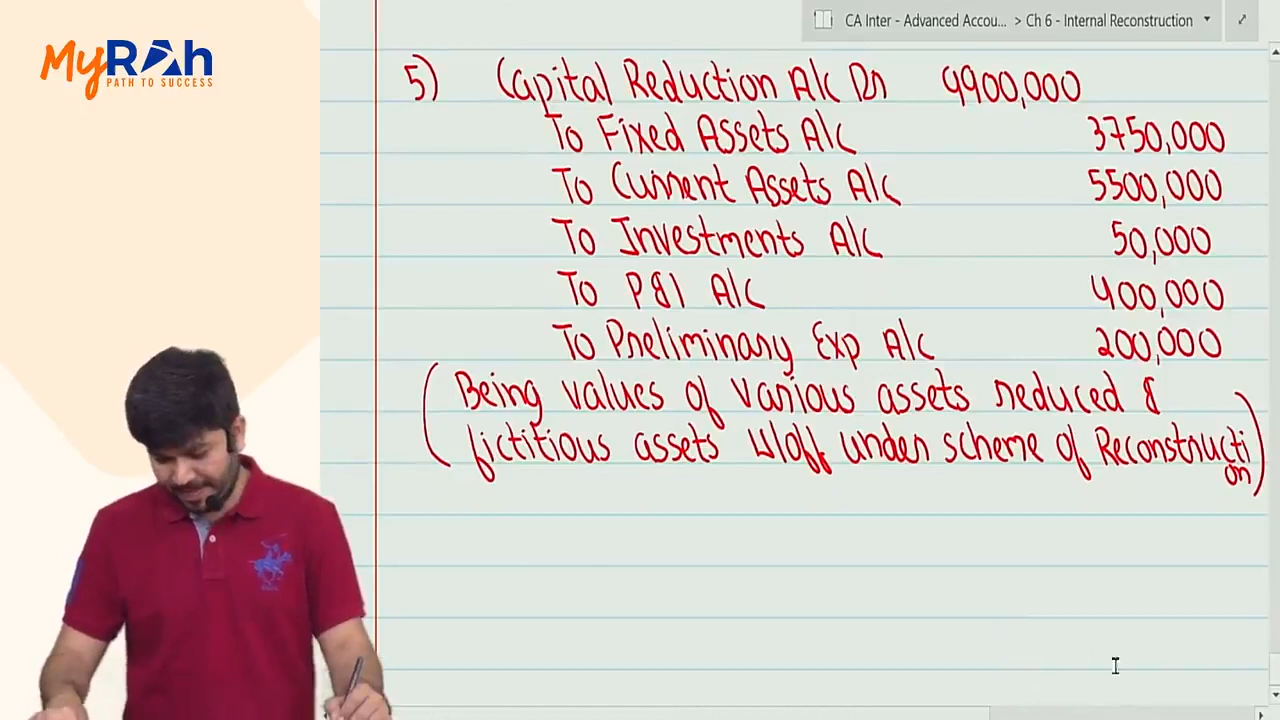 MyRAh
PATH TO SUCCESS
CA Inter - Advanced Accou... > Ch 6 - Internal Reconstruction
5) Capital Reduction A/c Dr 9900,000
To Fixed Assets A/c 3750,000
To Current Assets A/c 5500,000
To Investments A/c 50,000
To P&l A/c 400,000
To Preliminary Exp A/c 200,000
(Being values of various assets reduced &
fictitious assets w/off under scheme of Reconstruction)